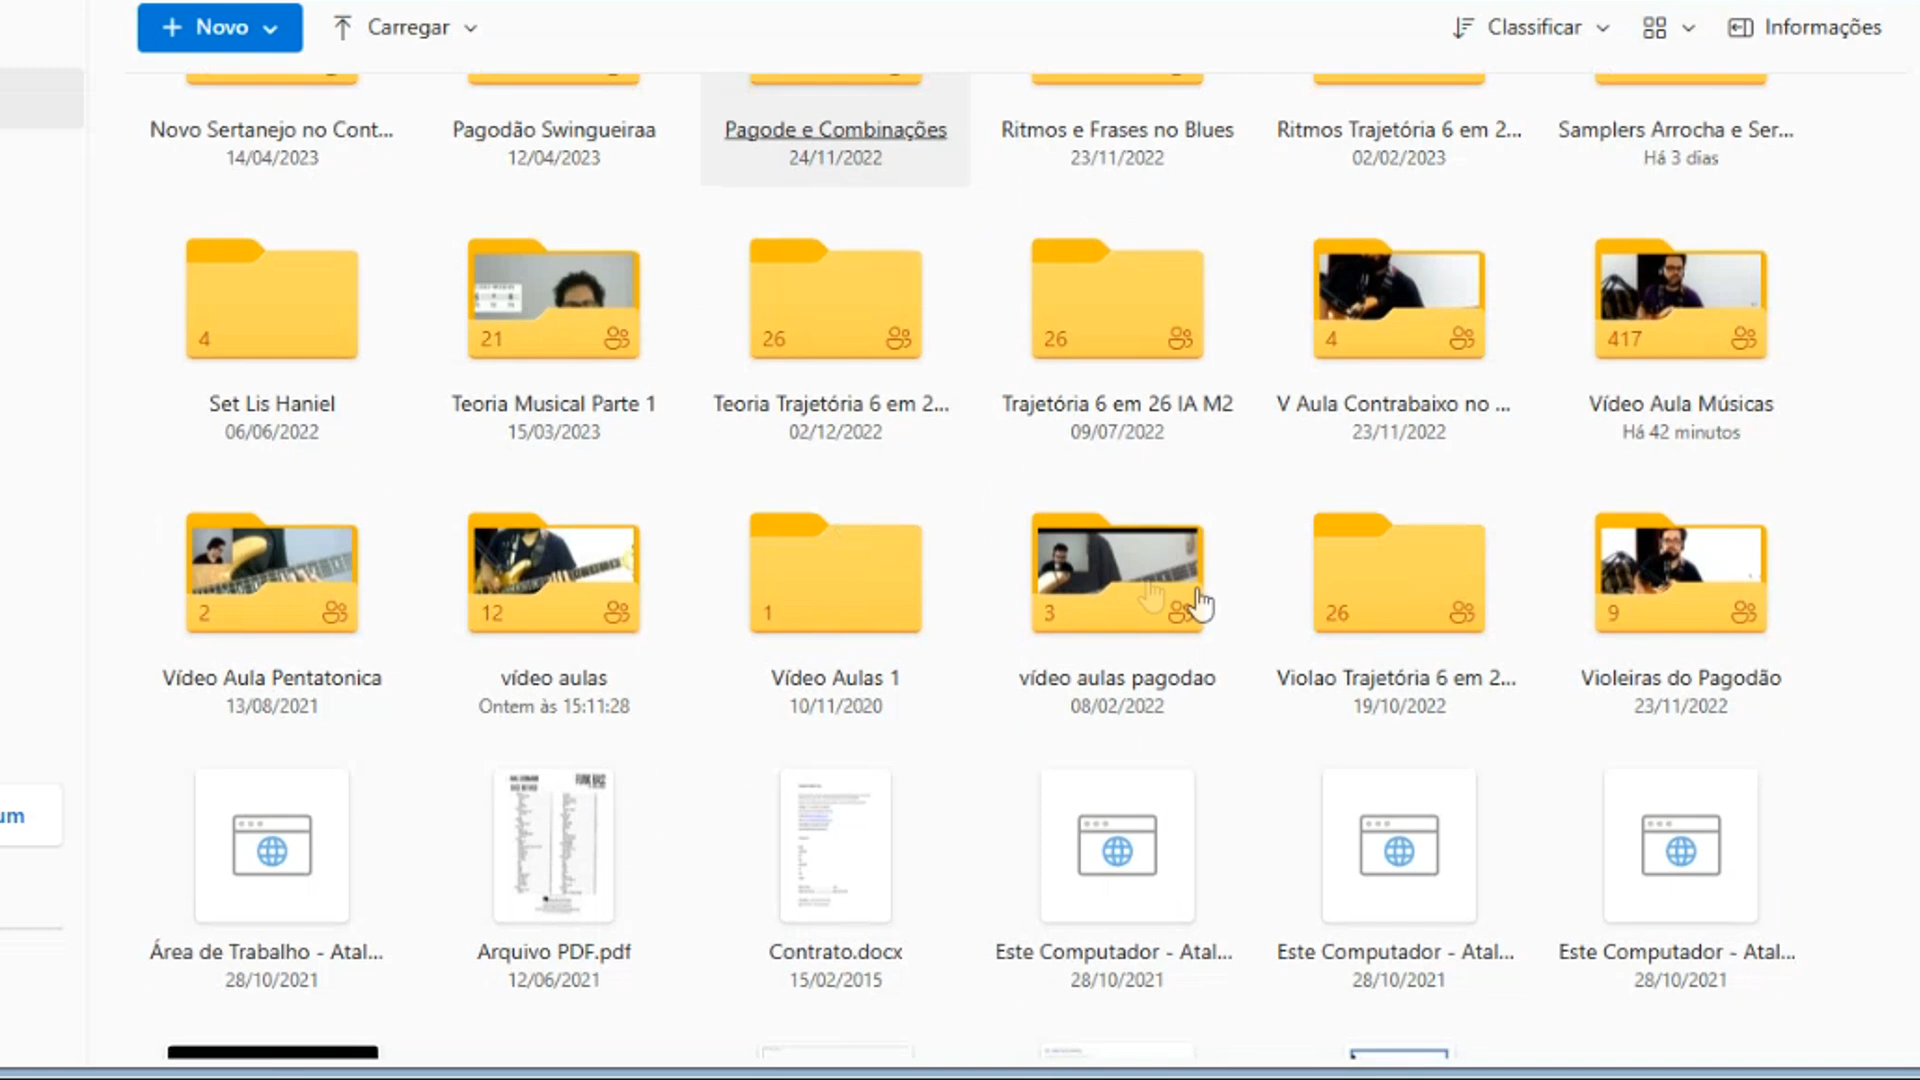 Novo
Carregar
Classificar
Informações
Novo Sertanejo no Cont...
14/04/2023
Pagodão Swingueiraa
12/04/2023
Pagode e Combinações
24/11/2022
Ritmos e Frases no Blues
23/11/2022
Ritmos Trajetória 6 em 2...
02/02/2023
Samplers Arrocha e Ser...
Há 3 dias
4
Set Lis Haniel
06/06/2022
21
Teoria Musical Parte 1
15/03/2023
26
Teoria Trajetória 6 em 2...
02/12/2022
26
Trajetória 6 em 26 IA M2
09/07/2022
4
V Aula Contrabaixo no ...
23/11/2022
417
Vídeo Aula Músicas
Há 42 minutos
2
Vídeo Aula Pentatonica
13/08/2021
12
vídeo aulas
Ontem às 15:11:28
1
Vídeo Aulas 1
10/11/2020
3
vídeo aulas pagodao
08/02/2022
26
Violao Trajetória 6 em 2...
19/10/2022
9
Violeiras do Pagodão
23/11/2022
um
FUNK BASS
Área de Trabalho - Atal...
28/10/2021
Arquivo PDF.pdf
12/06/2021
Contrato.docx
15/02/2015
Este Computador - Atal...
28/10/2021
Este Computador - Atal...
28/10/2021
Este Computador - Atal...
28/10/2021